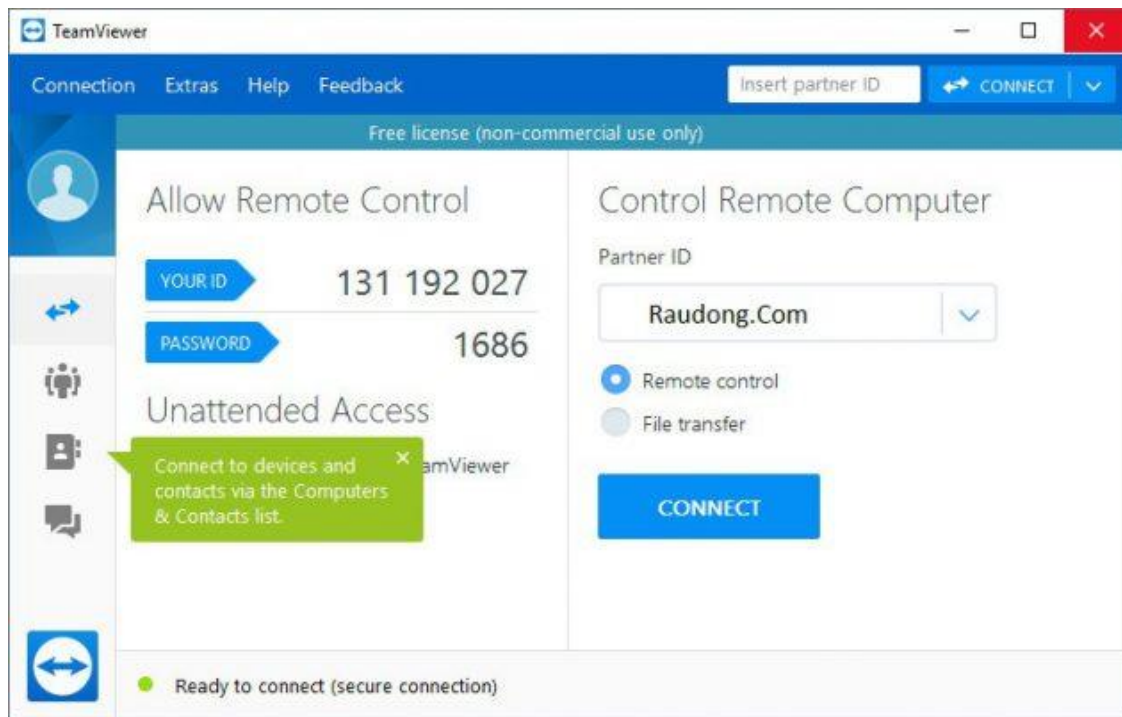 TeamViewer
Connection Extras Help Feedback
Insert partner ID
CONNECT
Free license (non-commercial use only)
Allow Remote Control
YOUR ID 131 192 027
PASSWORD 1686
Unattended Access
amViewer
Connect to devices and
contacts via the Computers
& Contacts list.
Control Remote Computer
Partner ID
Raudong.Com
Remote control
File transfer
CONNECT
Ready to connect (secure connection)